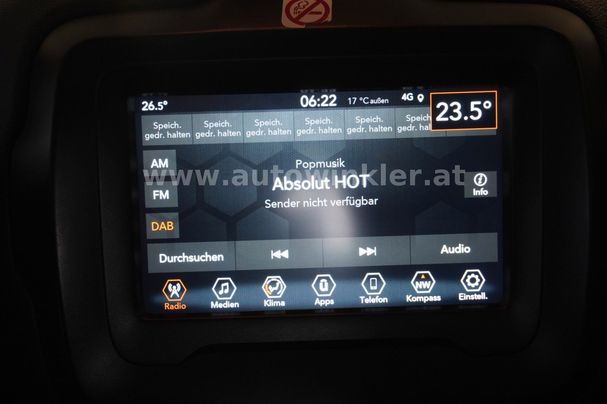 26.5°
06:22
17 °C außen
4G
23.5°
Speich. gedr. halten
Speich. gedr. halten
Speich. gedr. halten
Speich. gedr. halten
Speich. gedr. halten
AM
Popmusik
www.autowinkler.at
Absolut HOT
FM
Info
Sender nicht verfügbar
DAB
Durchsuchen
Audio
Radio
Medien
Klima
Apps
Telefon
NW
Kompass
Einstell.